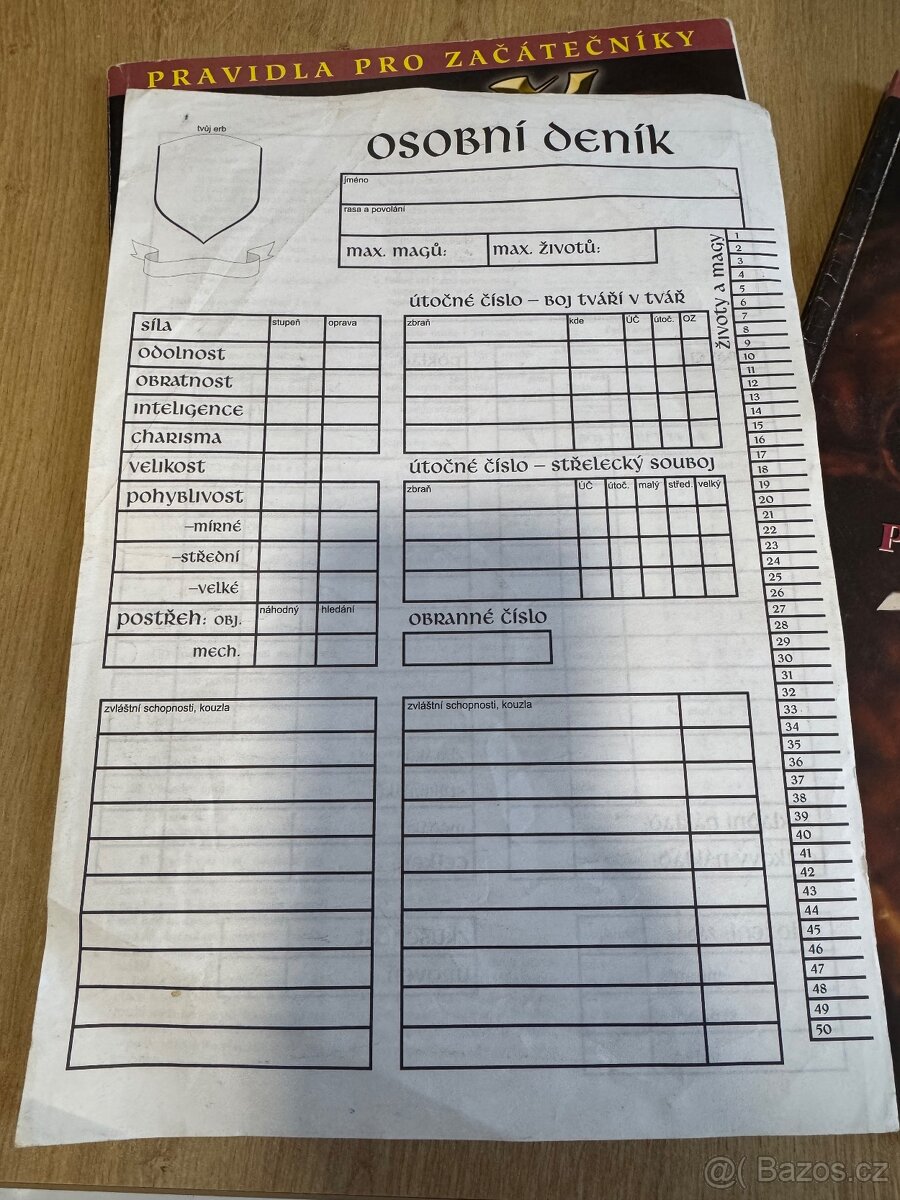 PRAVIDLA PRO ZAČÁTEČNÍKY
tvůj erb
OSOBNÍ DENÍK
jméno
rasa a povolání
max. magů:
max. životů:
životy a magy
útočné číslo – boj tváří v tvář
síla
stupeň
oprava
odolnost
obratnost
inteligence
charisma
velikost
pohyblivost
–mírné
–střední
–velké
postřeh: obj.
náhodný
hledání
mech.
zbraň
kde
ÚČ
útoč.
OZ
útočné číslo – střelecký souboj
zbraň
ÚČ
útoč.
malý
střed.
velký
obranné číslo
zvláštní schopnosti, kouzla
zvláštní schopnosti, kouzla
1
2
3
4
5
6
7
8
9
10
11
12
13
14
15
16
17
18
19
20
21
22
23
24
25
26
27
28
29
30
31
32
33
34
35
36
37
38
39
40
41
42
43
44
45
46
47
48
49
50
P
@( Bazos.cz